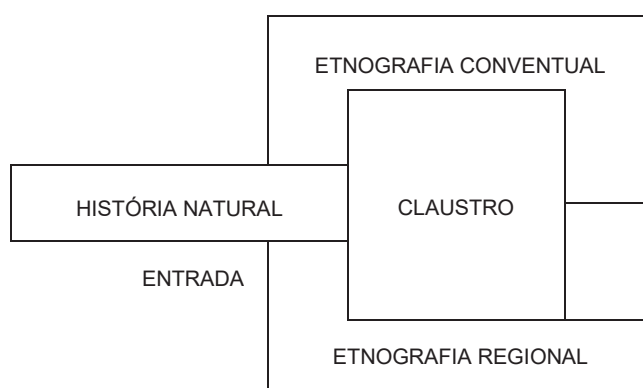 ETNOGRAFIA CONVENTUAL
HISTÓRIA NATURAL
CLAUSTRO
ENTRADA
ETNOGRAFIA REGIONAL